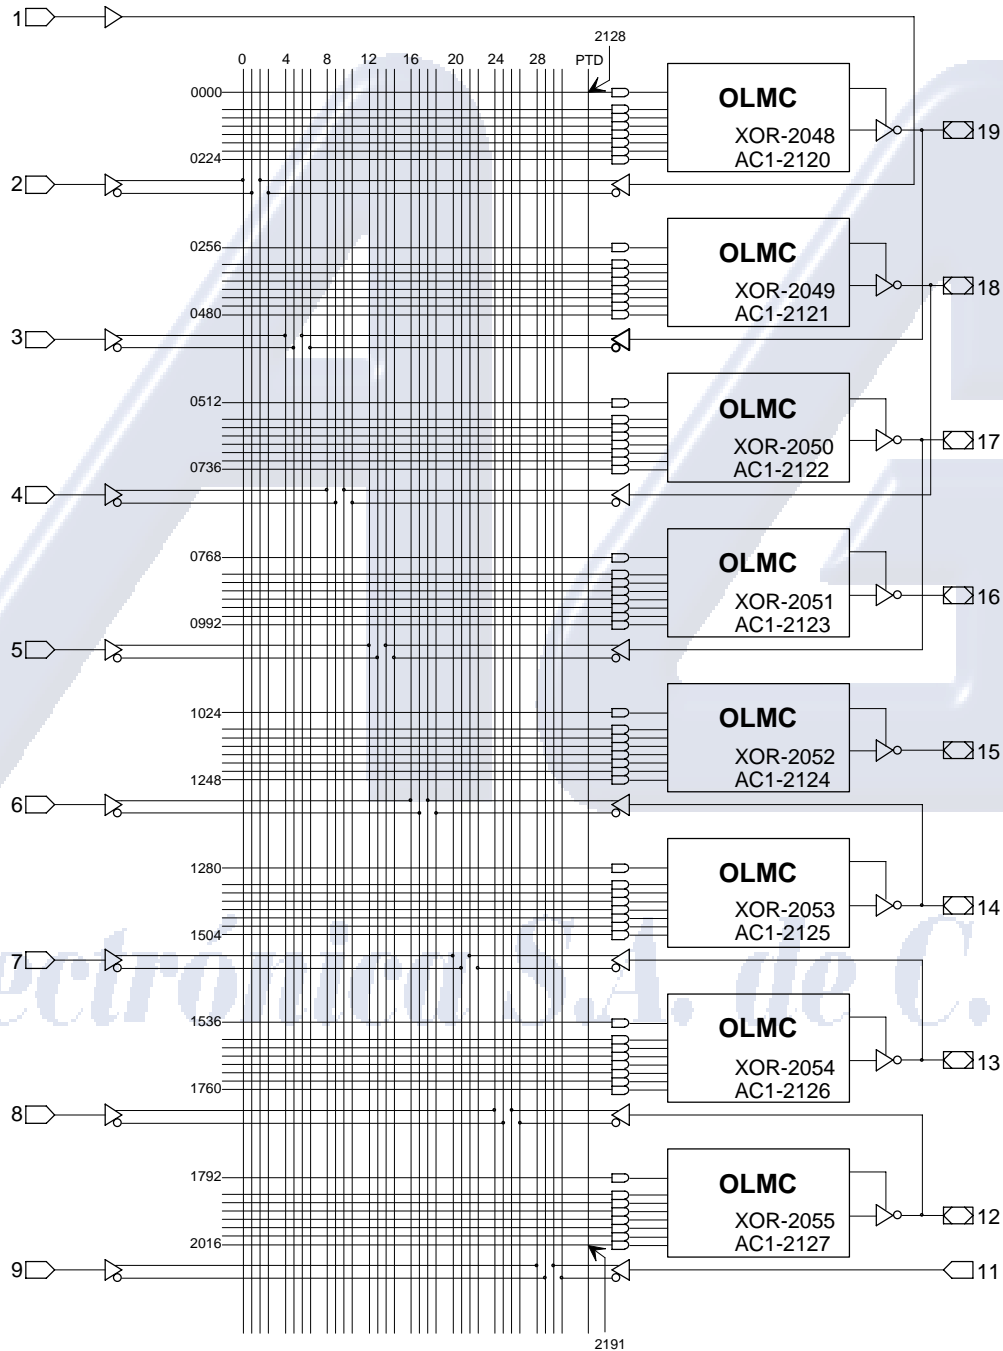 1
2128
0 4 8 12 16 20 24 28 PTD
0000
OLMC
XOR-2048
AC1-2120
19
0224
2
0256
OLMC
XOR-2049
AC1-2121
18
0480
3
0512
OLMC
XOR-2050
AC1-2122
17
0736
4
0768
OLMC
XOR-2051
AC1-2123
16
0992
5
1024
OLMC
XOR-2052
AC1-2124
15
1248
6
1280
OLMC
XOR-2053
AC1-2125
14
1504
ectrónica S.A. de C.
7
1536
OLMC
XOR-2054
AC1-2126
13
1760
8
1792
OLMC
XOR-2055
AC1-2127
12
2016
9
11
2191